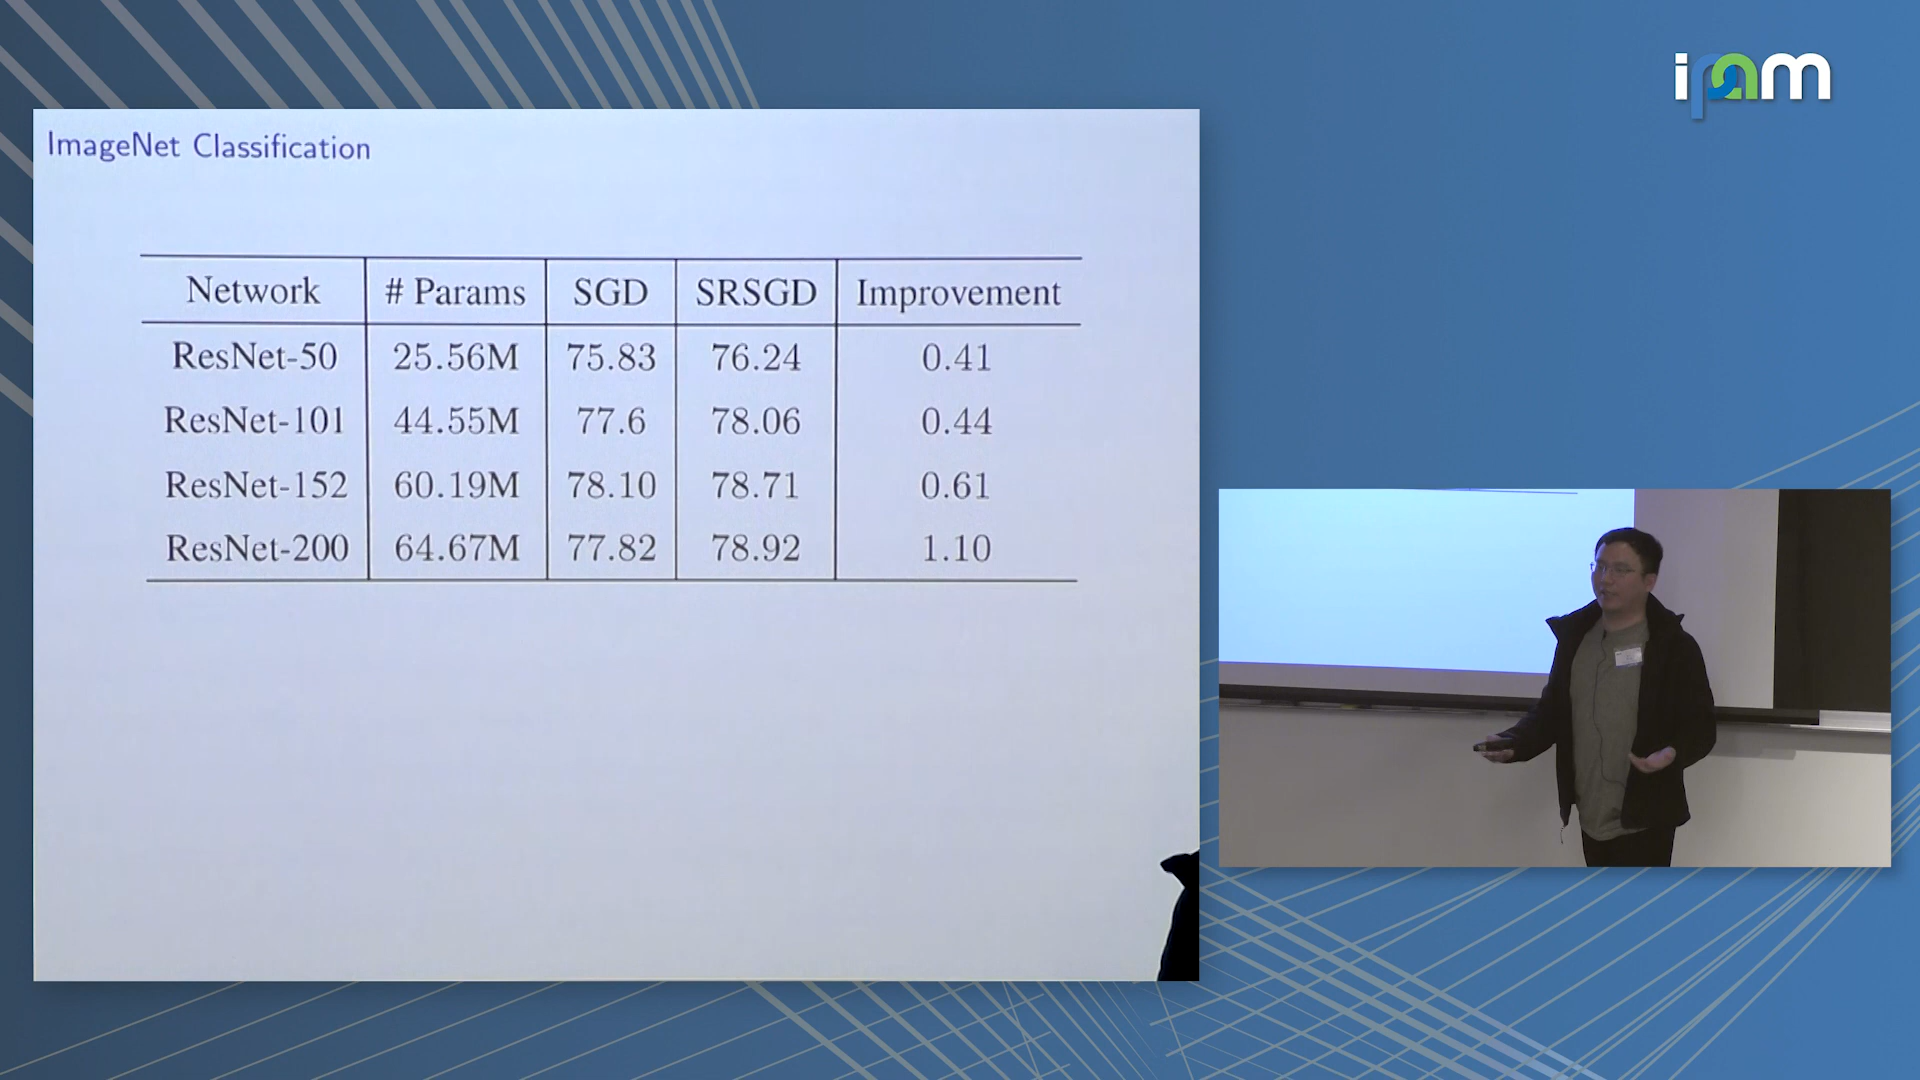 ipam
ImageNet Classification
Network # Params SGD SRSGD Improvement
ResNet-50 25.56M 75.83 76.24 0.41
ResNet-101 44.55M 77.6 78.06 0.44
ResNet-152 60.19M 78.10 78.71 0.61
ResNet-200 64.67M 77.82 78.92 1.10